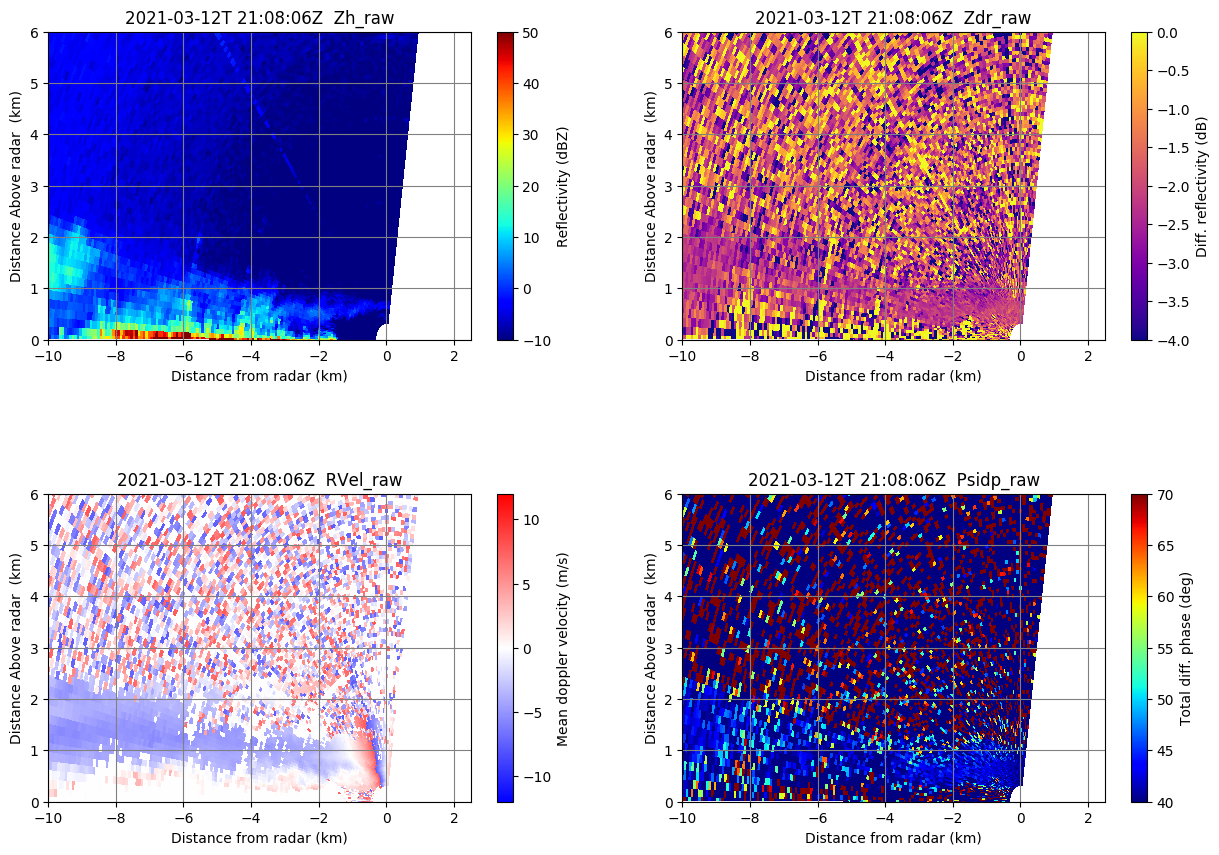 2021-03-12T 21:08:06Z  Zh_raw
6
5
4
3
2
1
0
Distance Above radar  (km)
−10 −8 −6 −4 −2 0 2
Distance from radar (km)
50
40
30
20
10
0
−10
Reflectivity (dBZ)
2021-03-12T 21:08:06Z  Zdr_raw
6
5
4
3
2
1
0
Distance Above radar  (km)
−10 −8 −6 −4 −2 0 2
Distance from radar (km)
0.0
−0.5
−1.0
−1.5
−2.0
−2.5
−3.0
−3.5
−4.0
Diff. reflectivity (dB)
2021-03-12T 21:08:06Z  RVel_raw
6
5
4
3
2
1
0
Distance Above radar  (km)
−10 −8 −6 −4 −2 0 2
Distance from radar (km)
10
5
0
−5
−10
Mean doppler velocity (m/s)
2021-03-12T 21:08:06Z  Psidp_raw
6
5
4
3
2
1
0
Distance Above radar  (km)
−10 −8 −6 −4 −2 0 2
Distance from radar (km)
70
65
60
55
50
45
40
Total diff. phase (deg)